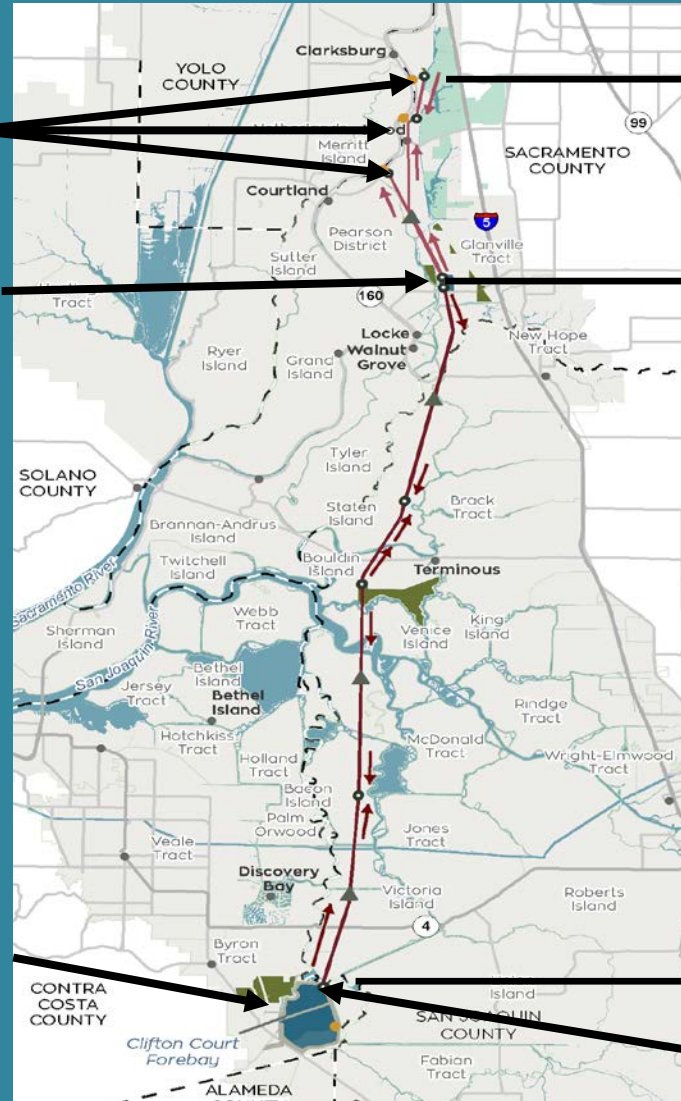 Clarksburg
YOLO
COUNTY
99
Merritt
Island
SACRAMENTO
COUNTY
Courtland
5
Pearson
District
Glanville
Tract
Sutter
Island
Tract
160
Locke
Walnut
Grove
New Hope
Tract
Ryer
Island
Grand
Island
Tyler
Island
SOLANO
COUNTY
Staten
Island
Brack
Tract
Brannan-Andrus
Island
Bouldin
Island
Twitchell
Island
Terminous
Sacramento River
Webb
Tract
Venice
Island
King
Island
Sherman
Island
San Joaquin River
Bethel
Island
Jersey
Tract
Bethel
Island
Rindge
Tract
Hotchkiss
Tract
McDonald
Tract
Wright-Elmwood
Tract
Holland
Tract
Bacon
Island
Palm
Orwood
Jones
Tract
Veale
Tract
Discovery
Bay
Victoria
Island
Roberts
Island
4
Byron
Tract
CONTRA
COSTA
COUNTY
Island
SAN JOAQUIN
COUNTY
Clifton Court
Forebay
Fabian
Tract
ALAMEDA